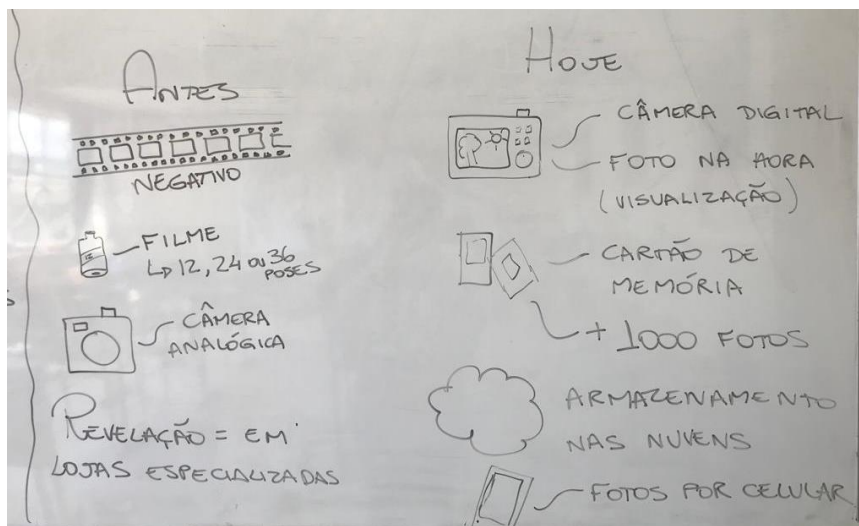 ANTES
NEGATIVO
FILME
↳ 12, 24 ou 36
POSES
CÂMERA
ANALÓGICA
REVELAÇÃO = EM
LOJAS ESPECIALIZADAS
HOJE
CÂMERA DIGITAL
FOTO NA HORA
(VISUALIZAÇÃO)
CARTÃO DE
MEMÓRIA
+ 1000 FOTOS
ARMAZENAMENTO
NAS NUVENS
FOTOS POR CELULAR